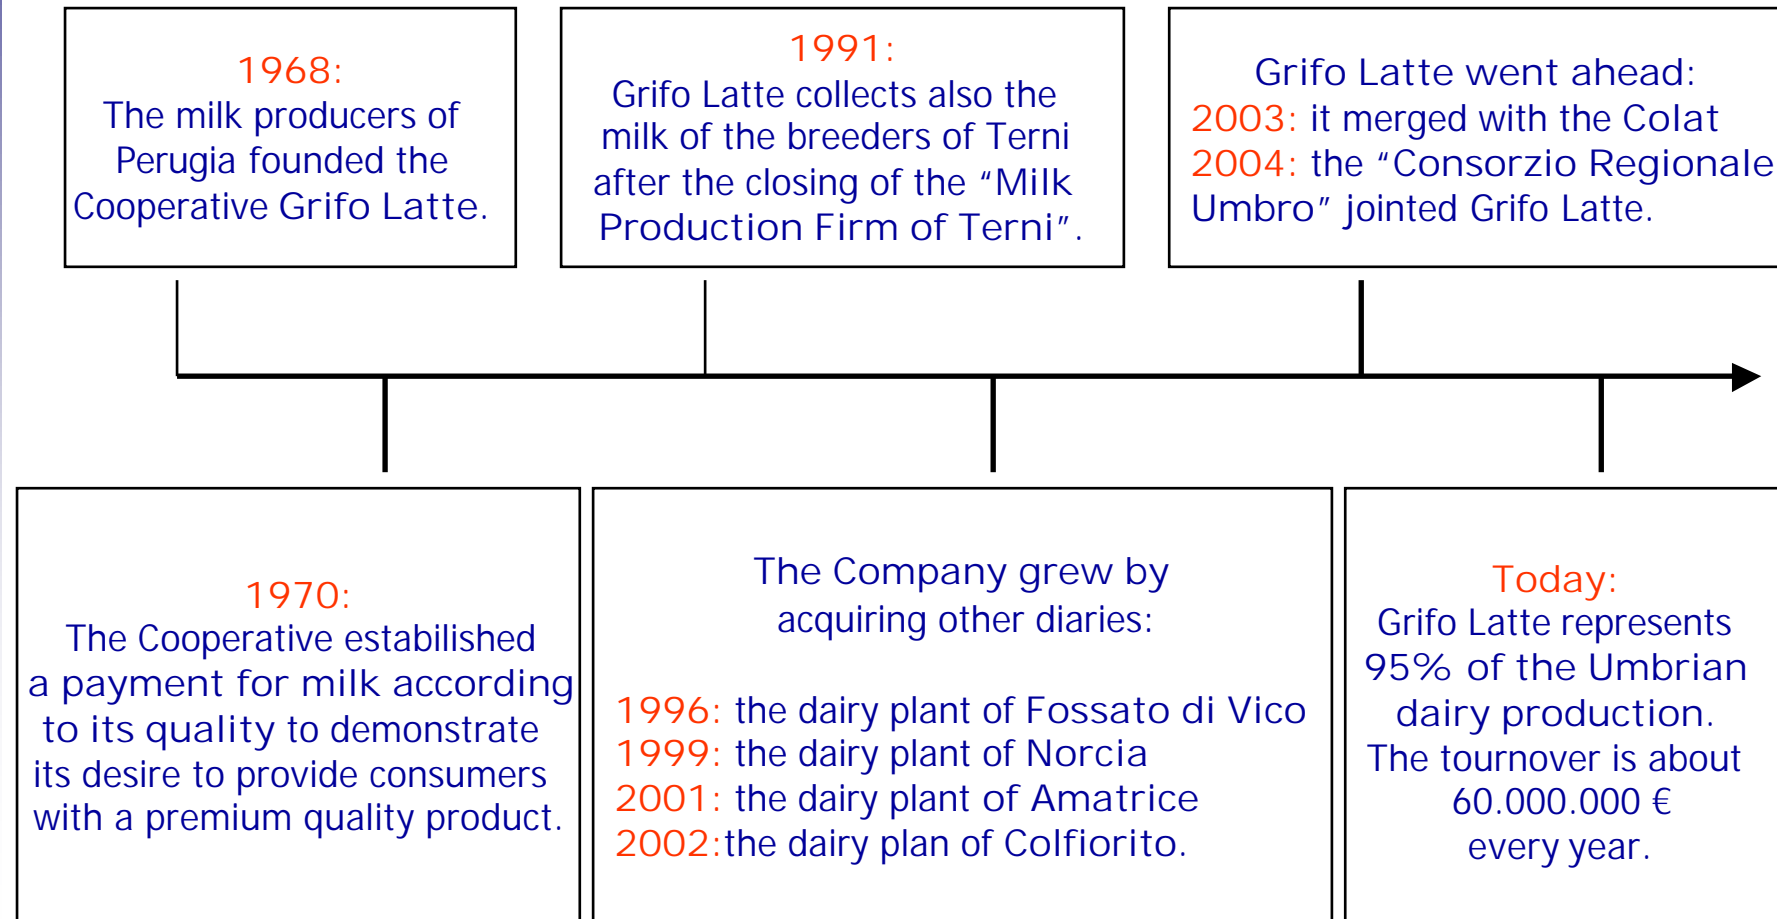 1968:
The milk producers of
Perugia founded the
Cooperative Grifo Latte.
1991:
Grifo Latte collects also the
milk of the breeders of Terni
after the closing of the “Milk
Production Firm of Terni”.
Grifo Latte went ahead:
2003: it merged with the Colat
2004: the “Consorzio Regionale
Umbro” jointed Grifo Latte.
1970:
The Cooperative estabilished
a payment for milk according
to its quality to demonstrate
its desire to provide consumers
with a premium quality product.
The Company grew by
acquiring other diaries:
1996: the dairy plant of Fossato di Vico
1999: the dairy plant of Norcia
2001: the dairy plant of Amatrice
2002:the dairy plan of Colfiorito.
Today:
Grifo Latte represents
95% of the Umbrian
dairy production.
The tournover is about
60.000.000 €
every year.